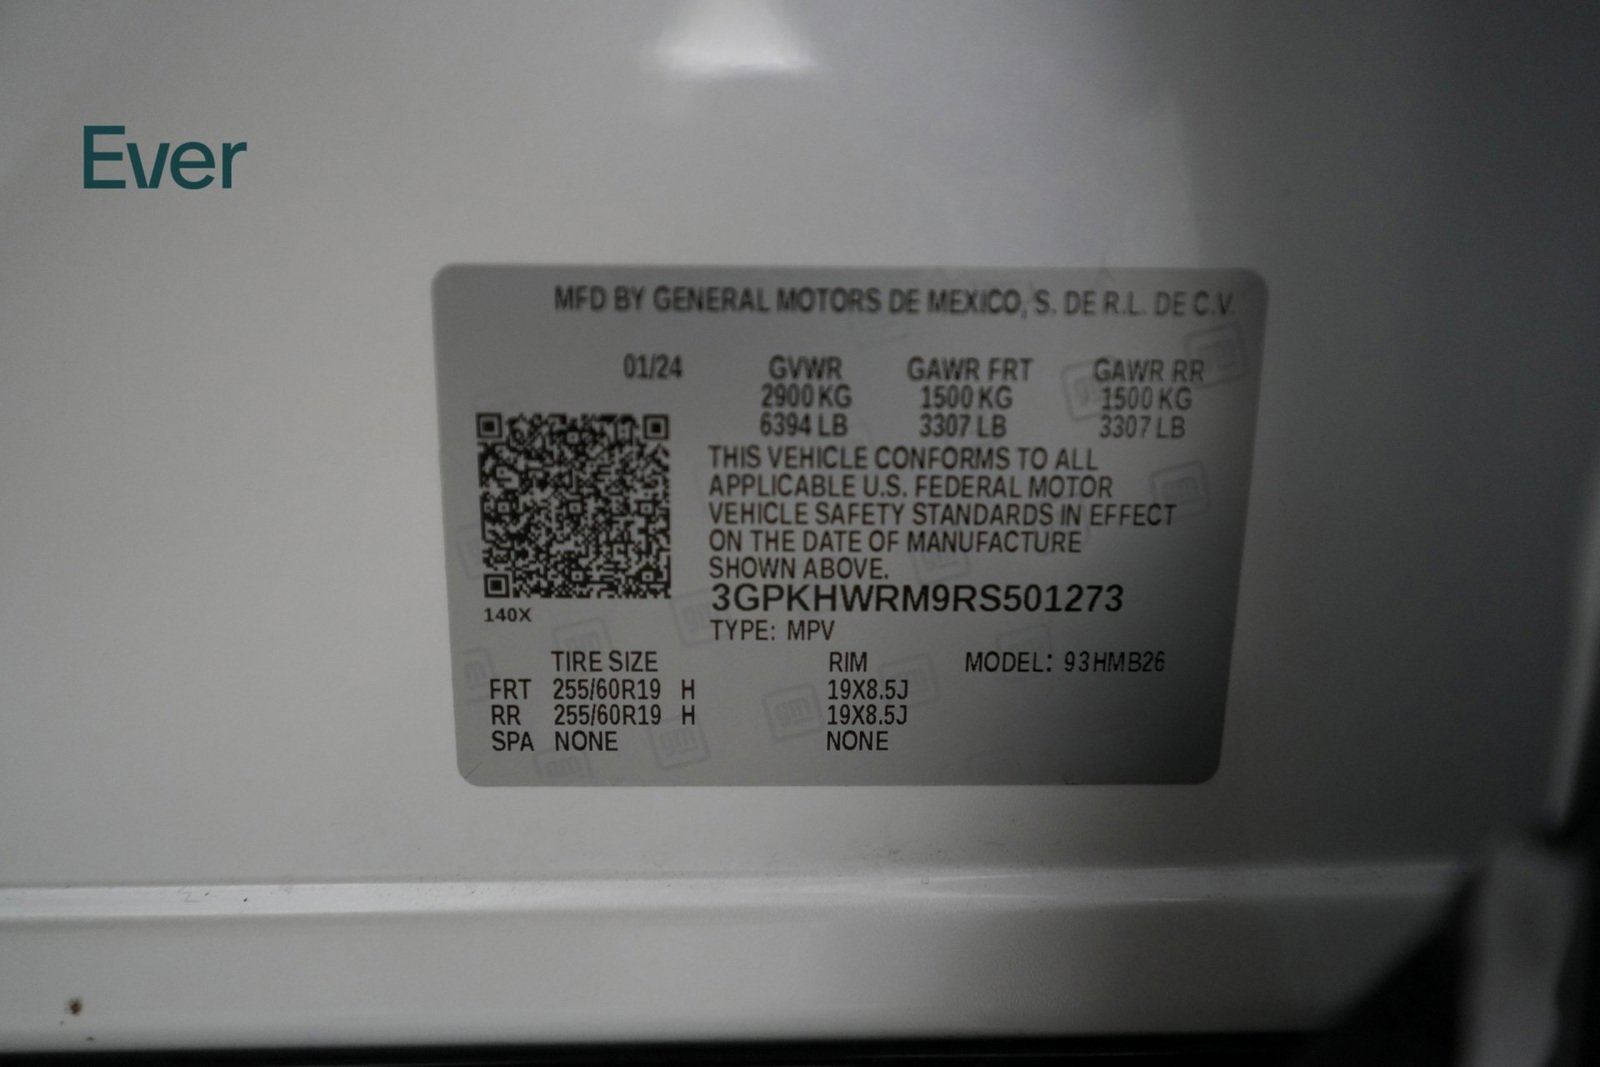 Ever
MFD BY GENERAL MOTORS DE MEXICO, S. DE R.L. DE C.V.
01/24 GVWR GAWR FRT GAWR RR
2900 KG 1500 KG 1500 KG
6394 LB 3307 LB 3307 LB
THIS VEHICLE CONFORMS TO ALL
APPLICABLE U.S. FEDERAL MOTOR
VEHICLE SAFETY STANDARDS IN EFFECT
ON THE DATE OF MANUFACTURE
SHOWN ABOVE.
3GPKHWRM9RS501273
140X
TYPE: MPV
TIRE SIZE RIM MODEL: 93HMB26
FRT 255/60R19 H 19X8.5J
RR 255/60R19 H 19X8.5J
SPA NONE NONE